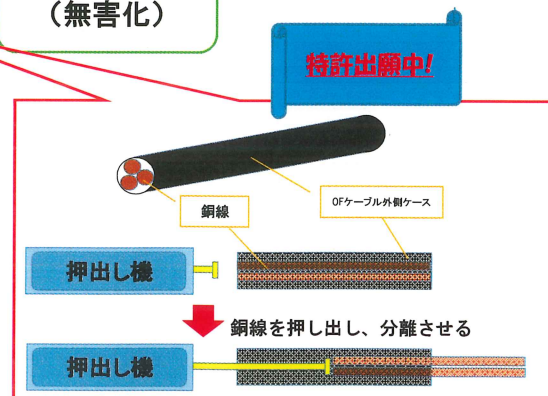 (無害化)
特許出願中!
銅線
OFケーブル外側ケース
押出し機
銅線を押し出し、分離させる
押出し機